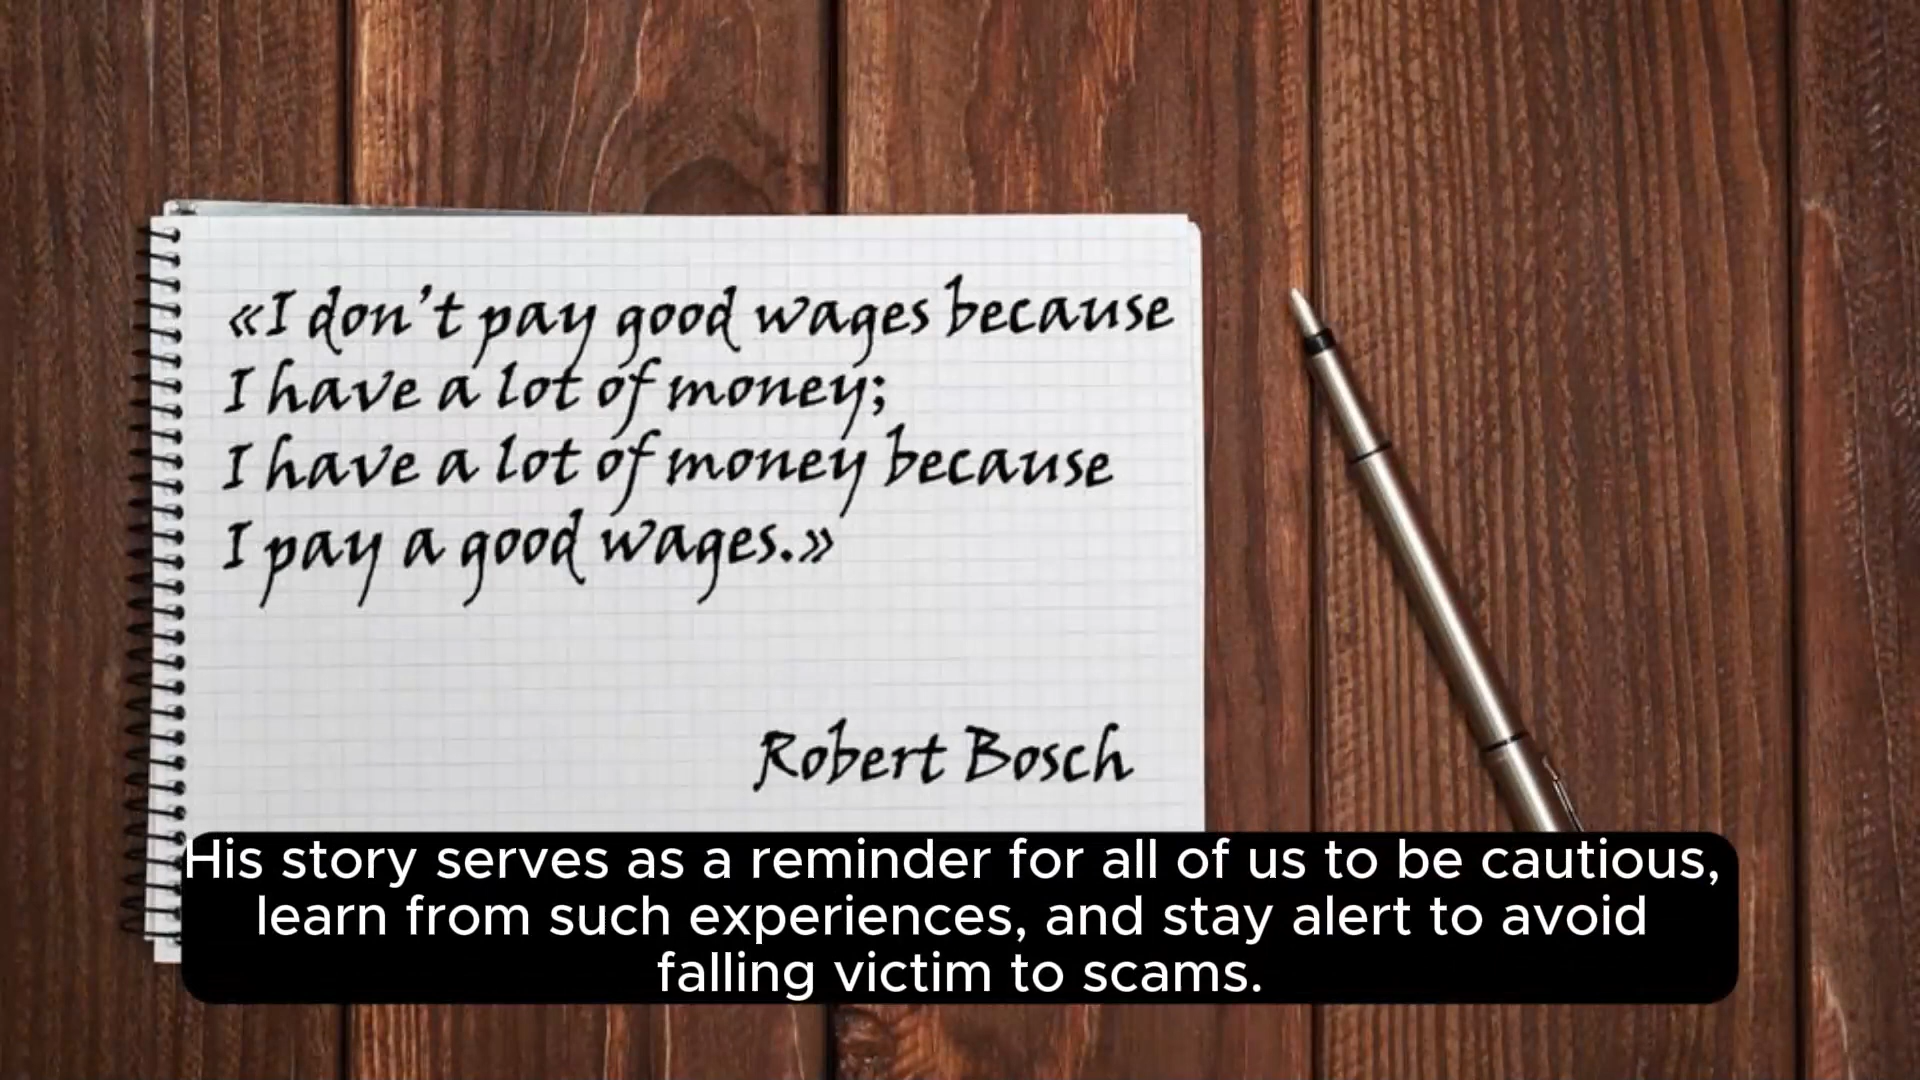 «I don't pay good wages because
I have a lot of money;
I have a lot of money because
I pay a good wages.»
Robert Bosch
His story serves as a reminder for all of us to be cautious,
learn from such experiences, and stay alert to avoid
falling victim to scams.